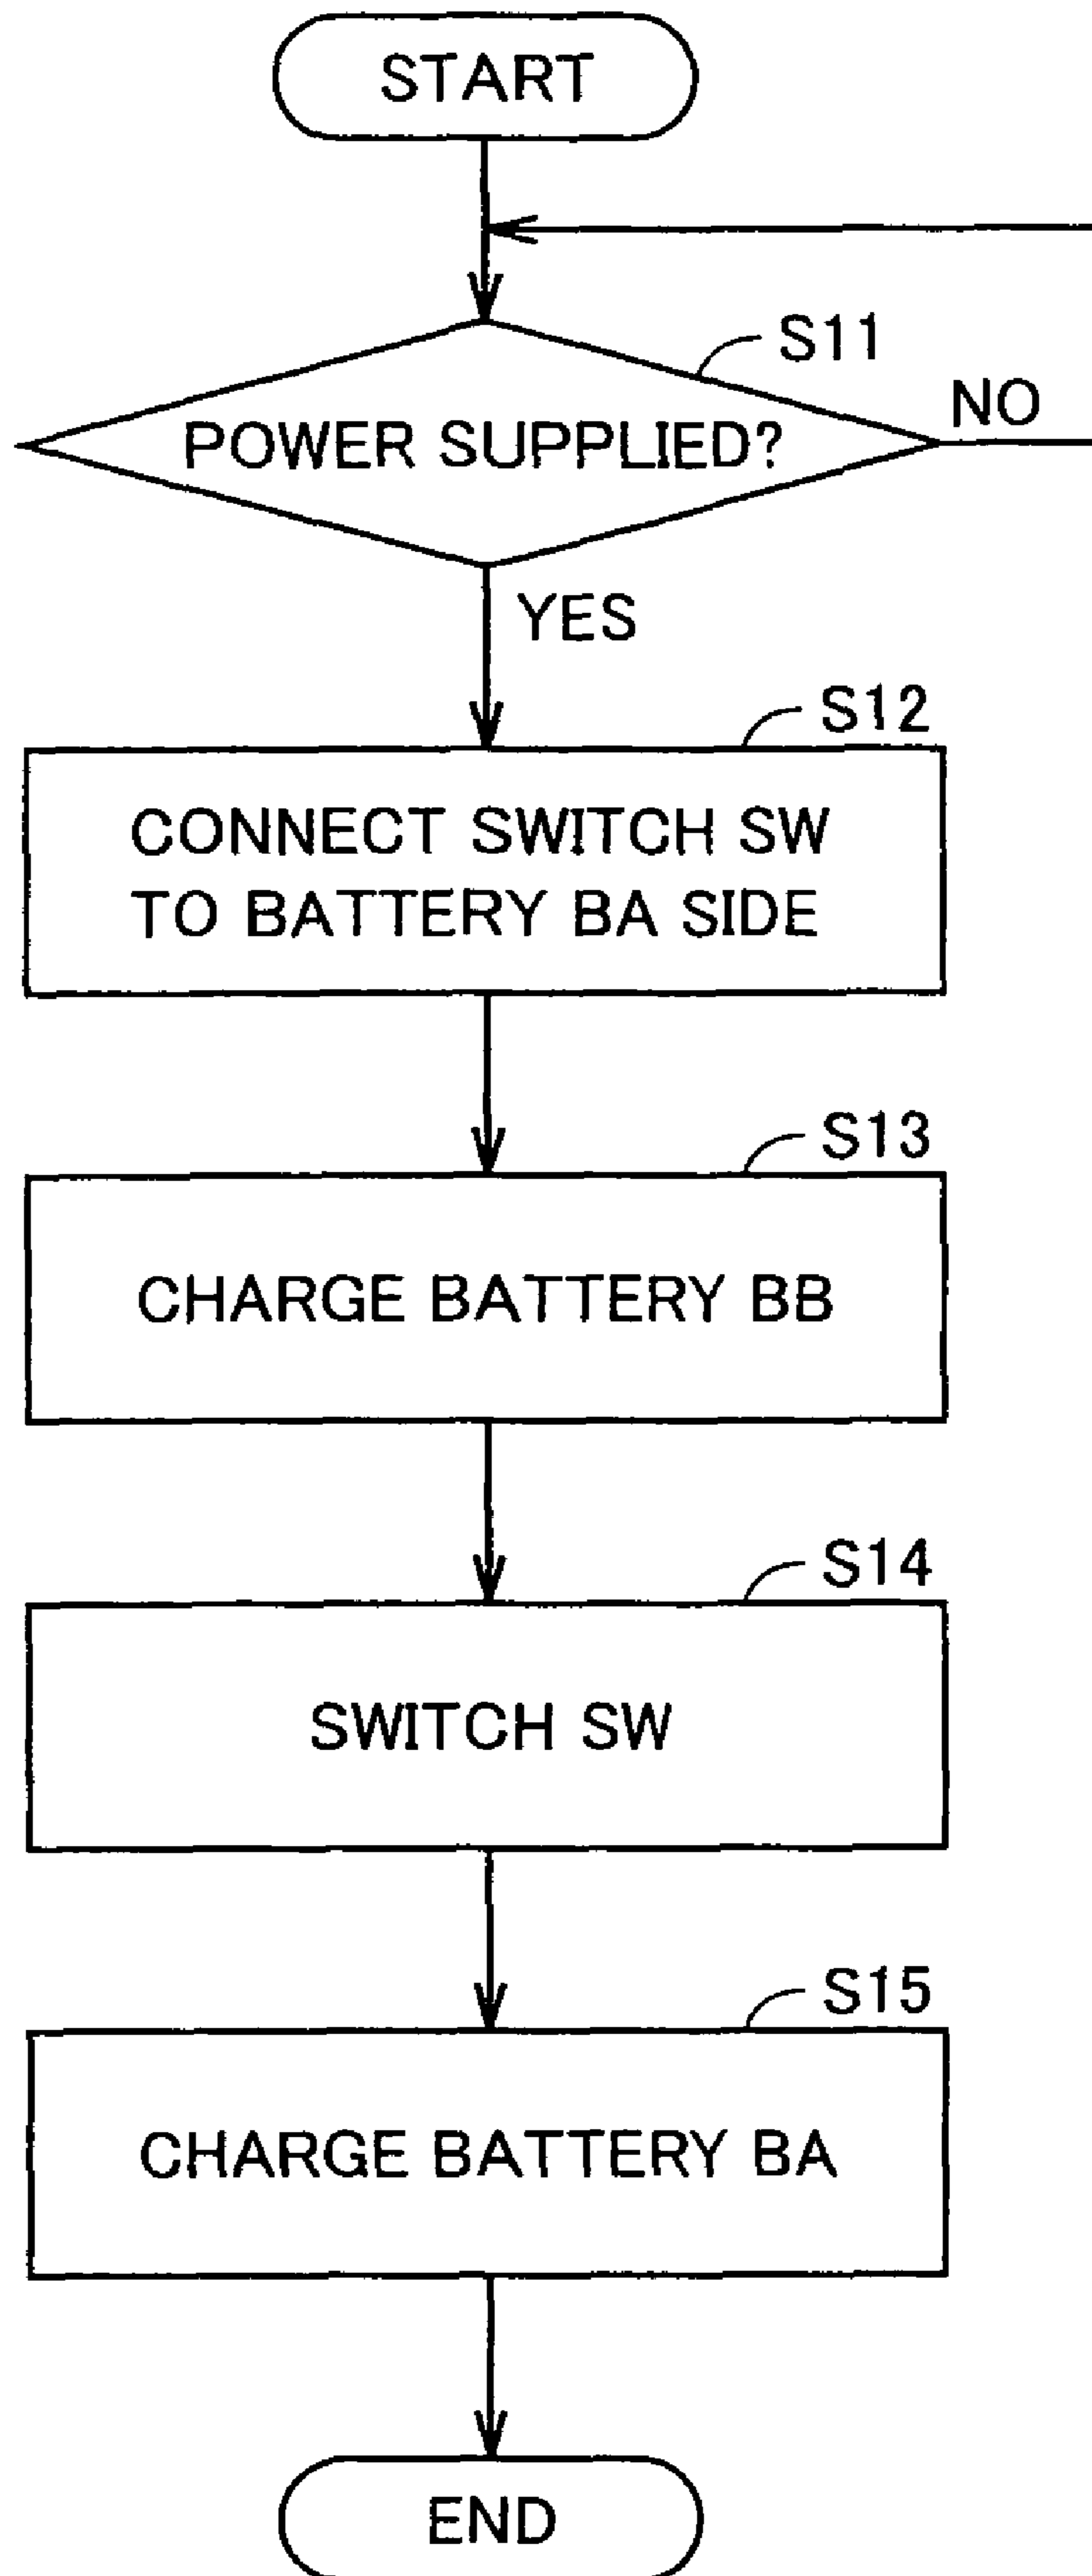 START
S11
POWER SUPPLIED?
NO
YES
S12
CONNECT SWITCH SW
TO BATTERY BA SIDE
S13
CHARGE BATTERY BB
S14
SWITCH SW
S15
CHARGE BATTERY BA
END